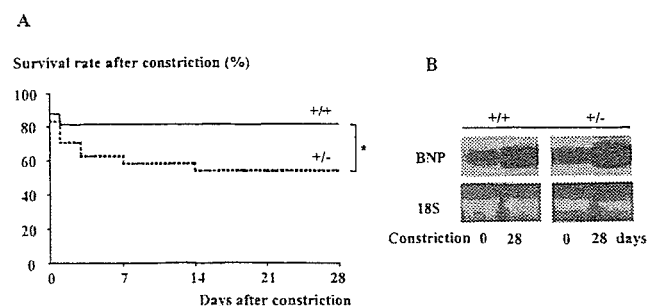 A
Survival rate after constriction (%)
100
80
60
40
20
0
+/+
+/-
*
0 7 14 21 28
Days after constriction
B
+/+ +/-
BNP
18S
Constriction 0 28 0 28 days